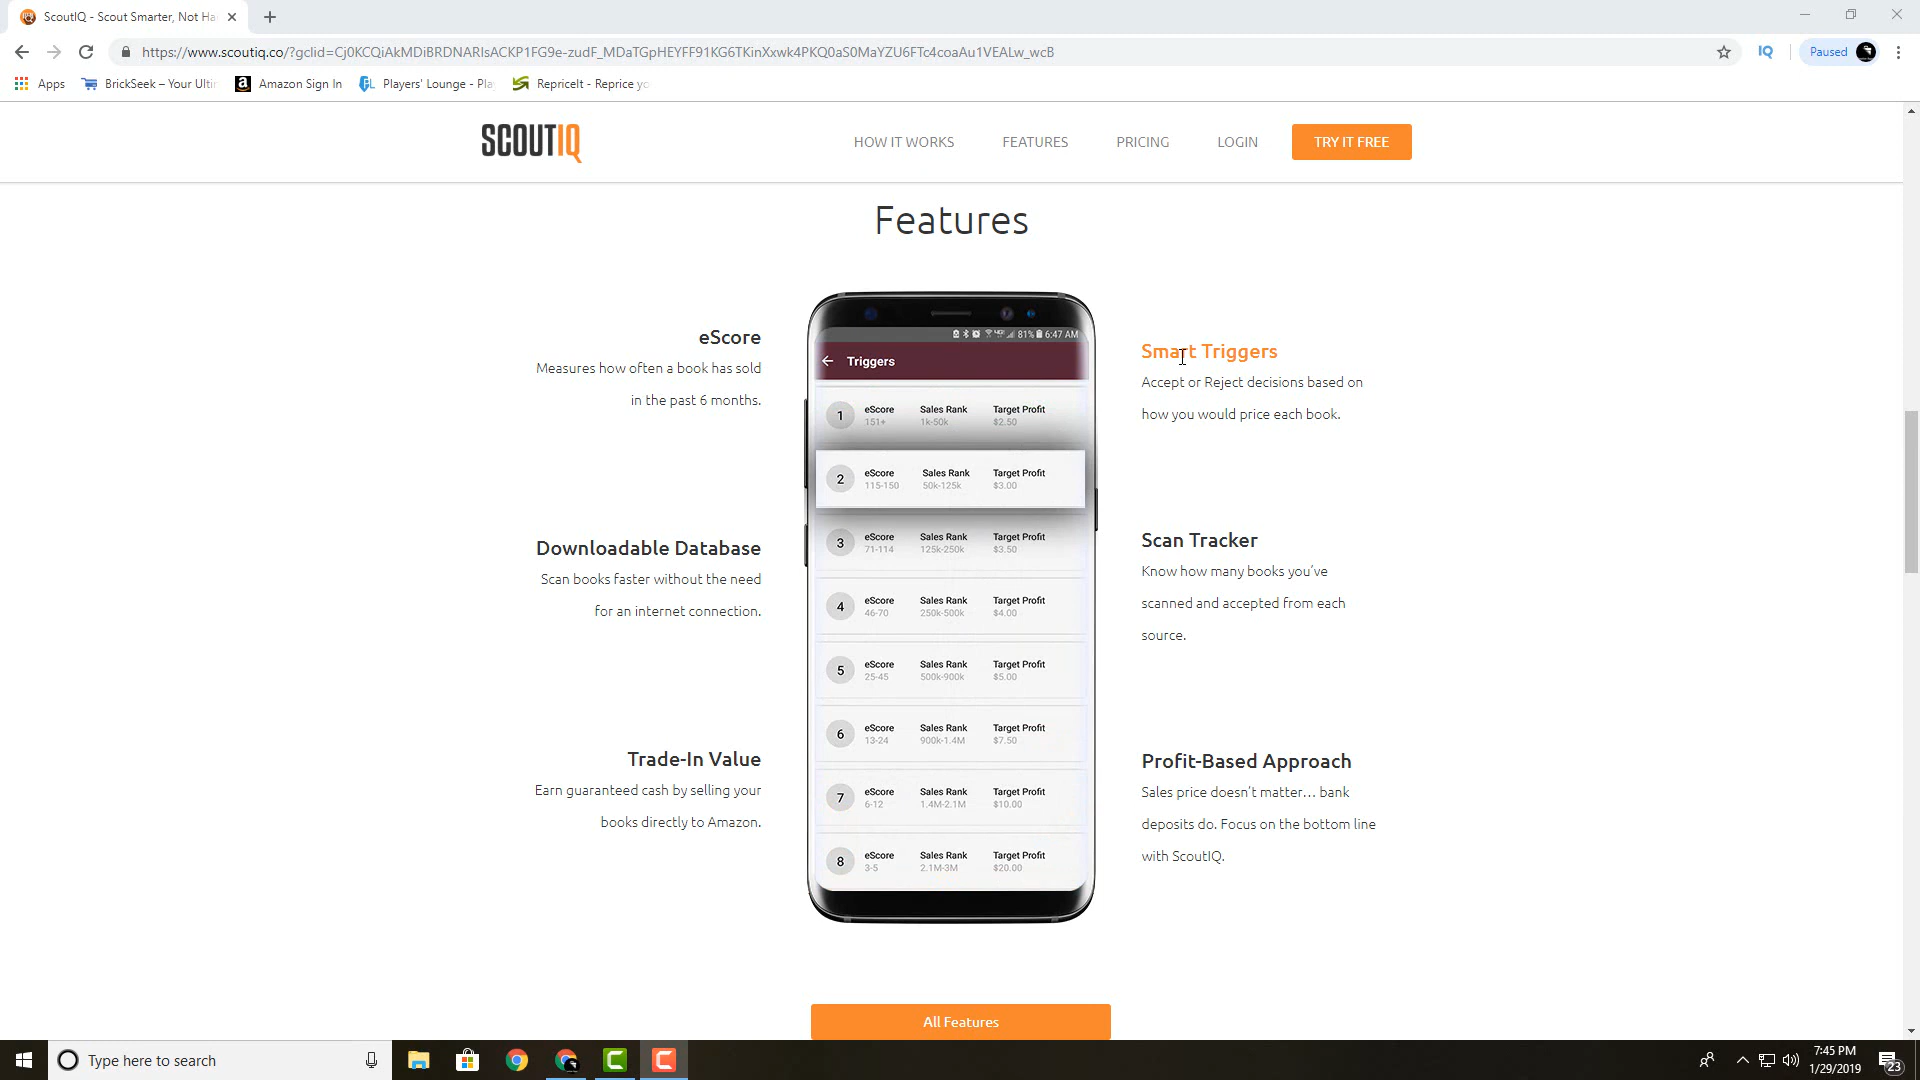 ScoutIQ - Scout Smarter, Not Ha
https://www.scoutiq.co/?gclid=Cj0KCQiAkMDiBRDNARIsACKP1FG9e-zudF_MDaTGpHEYFF91KG6TKinXxwk4PKQ0aS0MaYZU6FTc4coaAu1VEALw_wcB
IQ
Paused
Apps
BrickSeek – Your Ulti
a
Amazon Sign In
Players' Lounge - Pla
RepriceIt - Reprice yo
SCOUTIQ
HOW IT WORKS
FEATURES
PRICING
LOGIN
TRY IT FREE
Features
eScore
Measures how often a book has sold
in the past 6 months.
Downloadable Database
Scan books faster without the need
for an internet connection.
Trade-In Value
Earn guaranteed cash by selling your
books directly to Amazon.
81% 6:47 AM
Triggers
1 eScore Sales Rank Target Profit
151+ 1k-50k $2.50
2 eScore Sales Rank Target Profit
115-150 50k-125k $3.00
3 eScore Sales Rank Target Profit
71-114 125k-250k $3.50
4 eScore Sales Rank Target Profit
46-70 250k-500k $4.00
5 eScore Sales Rank Target Profit
25-45 500k-900k $5.00
6 eScore Sales Rank Target Profit
13-24 900k-1.4M $7.50
7 eScore Sales Rank Target Profit
6-12 1.4M-2.1M $10.00
8 eScore Sales Rank Target Profit
3-5 2.1M-3M $20.00
Smart Triggers
Accept or Reject decisions based on
how you would price each book.
Scan Tracker
Know how many books you’ve
scanned and accepted from each
source.
Profit-Based Approach
Sales price doesn’t matter… bank
deposits do. Focus on the bottom line
with ScoutIQ.
All Features
Type here to search
7:45 PM
1/29/2019
23